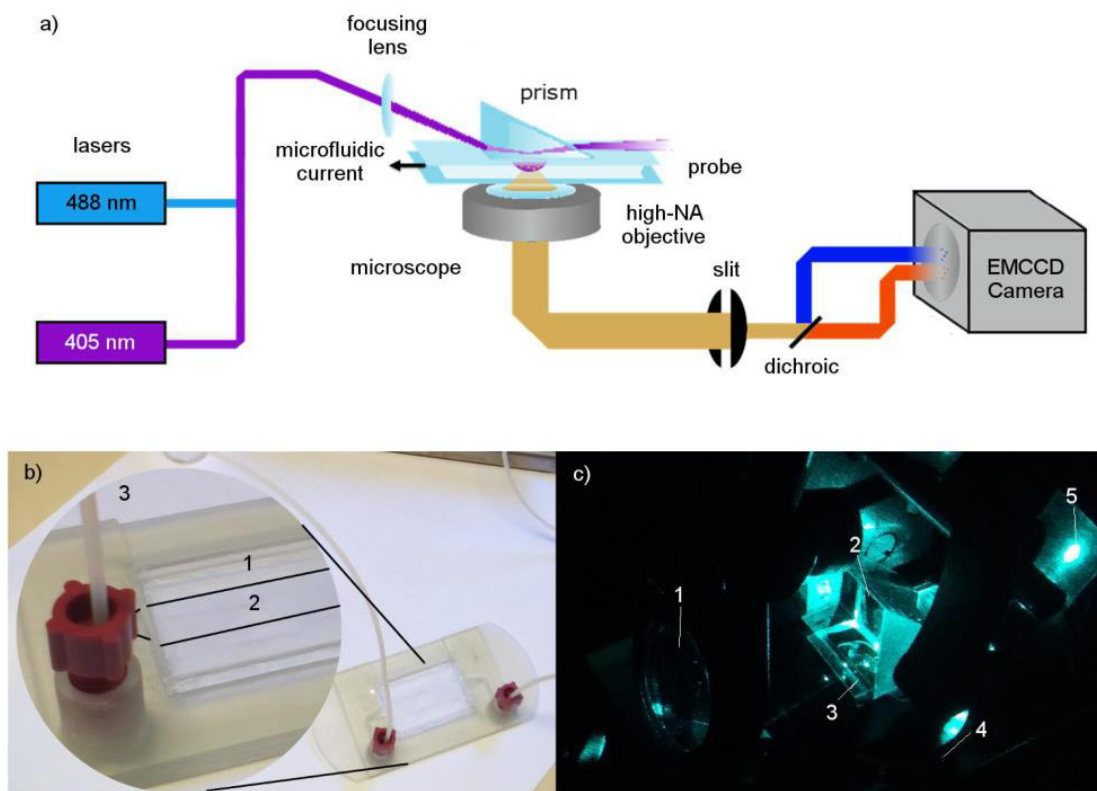 a)
focusing
lens
prism
lasers
microfluidic
current
probe
488 nm
high-NA
objective
EMCCD
Camera
microscope
slit
405 nm
dichroic
b)
3
1
2
c)
5
2
1
3
4